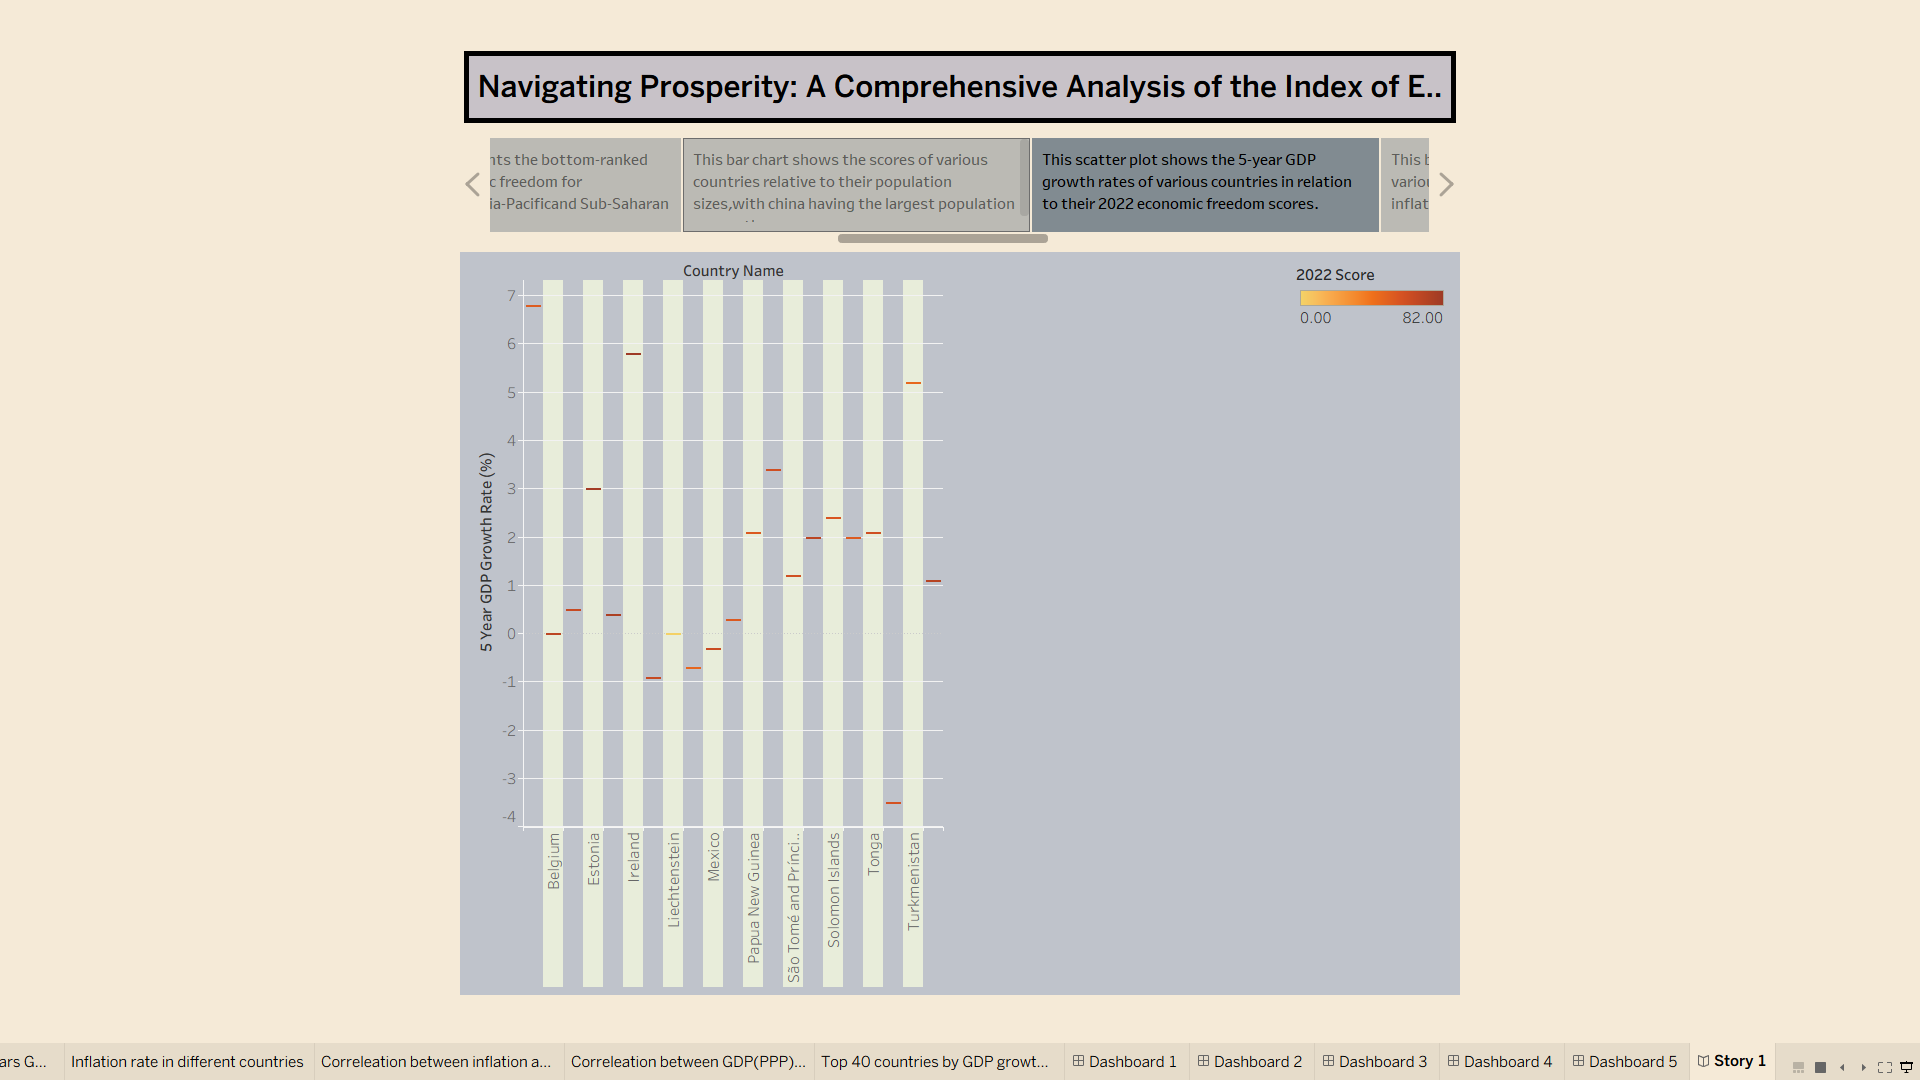 Navigating Prosperity: A Comprehensive Analysis of the Index of E..
nts the bottom-ranked
c freedom for
ia-Pacificand Sub-Saharan
This bar chart shows the scores of various
countries relative to their population
sizes,with china having the largest population
This scatter plot shows the 5-year GDP
growth rates of various countries in relation
to their 2022 economic freedom scores.
This b
variou
inflat
Country Name
2022 Score
0.00 82.00
5 Year GDP Growth Rate (%)
7
6
5
4
3
2
1
0
-1
-2
-3
-4
Belgium
Estonia
Ireland
Liechtenstein
Mexico
Papua New Guinea
São Tomé and Prínci..
Solomon Islands
Tonga
Turkmenistan
ars G...
Inflation rate in different countries
Correleation between inflation a...
Correleation between GDP(PPP)...
Top 40 countries by GDP growt...
Dashboard 1
Dashboard 2
Dashboard 3
Dashboard 4
Dashboard 5
Story 1